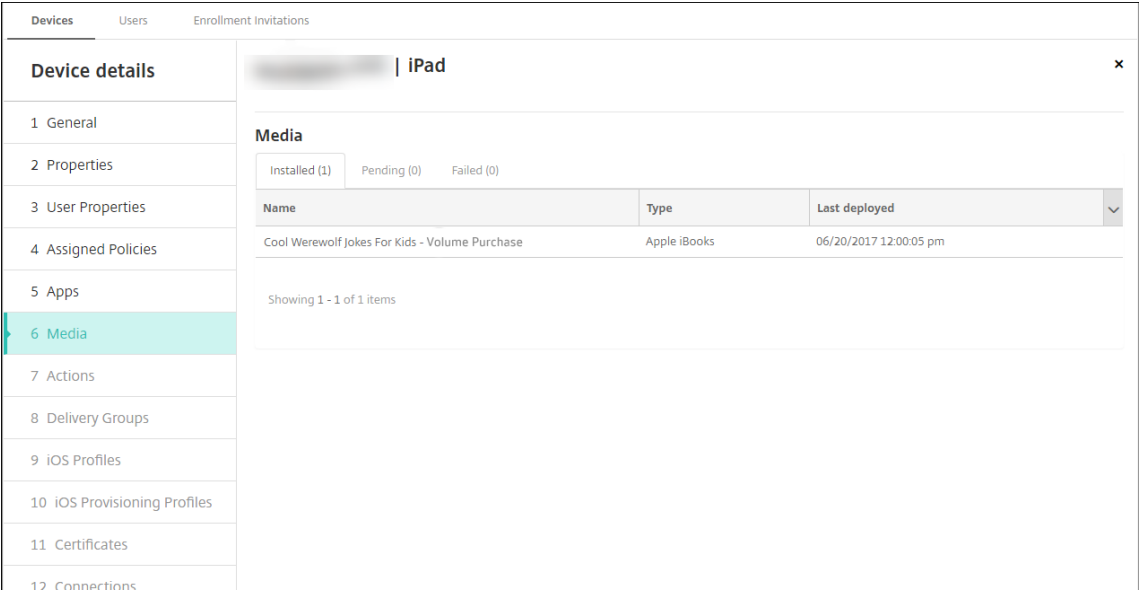 Devices Users Enrollment Invitations
Device details
1 General
2 Properties
3 User Properties
4 Assigned Policies
5 Apps
6 Media
7 Actions
8 Delivery Groups
9 iOS Profiles
10 iOS Provisioning Profiles
11 Certificates
12 Connections
| iPad
Media
Installed (1) Pending (0) Failed (0)
Name Type Last deployed
Cool Werewolf Jokes For Kids - Volume Purchase Apple iBooks 06/20/2017 12:00:05 pm
Showing 1 - 1 of 1 items